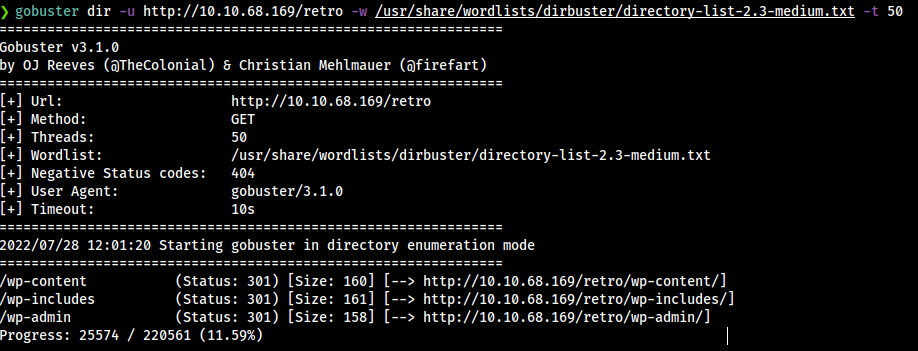 ❯ gobuster dir -u http://10.10.68.169/retro -w /usr/share/wordlists/dirbuster/directory-list-2.3-medium.txt -t 50
===============================================================
Gobuster v3.1.0
by OJ Reeves (@TheColonial) & Christian Mehlmauer (@firefart)
===============================================================
[+] Url:                     http://10.10.68.169/retro
[+] Method:                  GET
[+] Threads:                 50
[+] Wordlist:                /usr/share/wordlists/dirbuster/directory-list-2.3-medium.txt
[+] Negative Status codes:   404
[+] User Agent:              gobuster/3.1.0
[+] Timeout:                 10s
===============================================================
2022/07/28 12:01:20 Starting gobuster in directory enumeration mode
===============================================================
/wp-content           (Status: 301) [Size: 160] [--> http://10.10.68.169/retro/wp-content/]
/wp-includes          (Status: 301) [Size: 161] [--> http://10.10.68.169/retro/wp-includes/]
/wp-admin             (Status: 301) [Size: 158] [--> http://10.10.68.169/retro/wp-admin/]
Progress: 25574 / 220561 (11.59%)